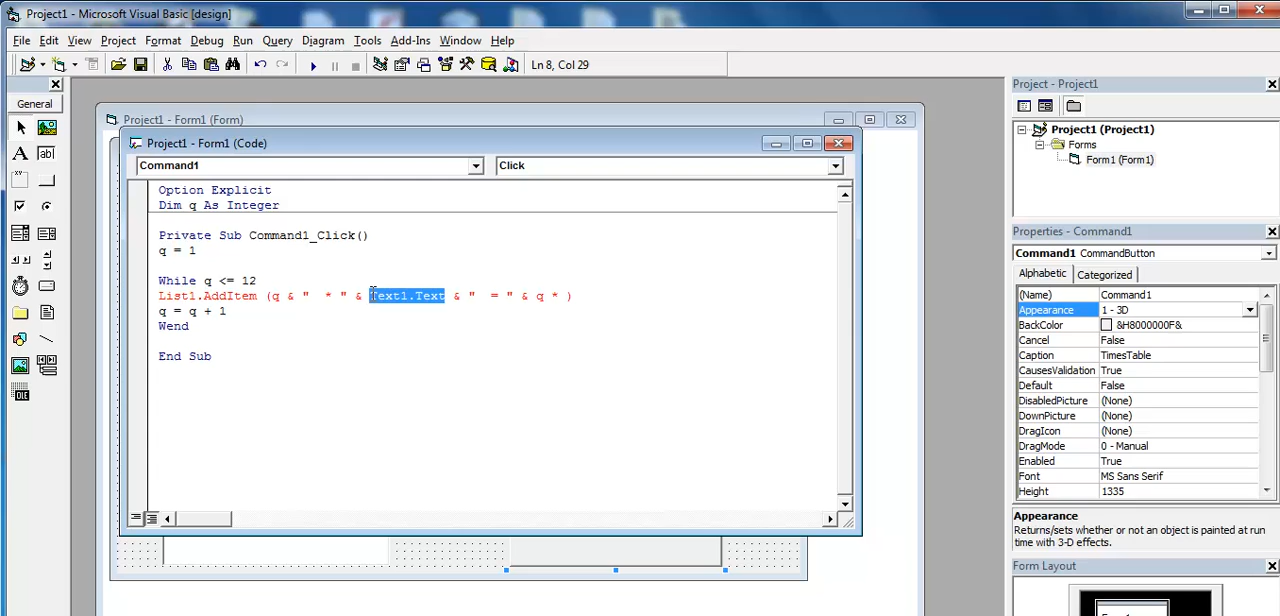 Project1 - Microsoft Visual Basic [design]
File Edit View Project Format Debug Run Query Diagram Tools Add-Ins Window Help
Ln 8, Col 29
General
Project1 - Form1 (Form)
Project1 - Form1 (Code)
Command1 Click
Option Explicit
Dim q As Integer
Private Sub Command1_Click()
q = 1
While q <= 12
List1.AddItem (q & "  * " & Text1.Text & "  = " & q * )
q = q + 1
Wend
End Sub
Project - Project1
Project1 (Project1)
Forms
Form1 (Form1)
Properties - Command1
Command1 CommandButton
Alphabetic Categorized
(Name) Command1
Appearance 1 - 3D
BackColor &H8000000F&
Cancel False
Caption TimesTable
CausesValidation True
Default False
DisabledPicture (None)
DownPicture (None)
DragIcon (None)
DragMode 0 - Manual
Enabled True
Font MS Sans Serif
Height 1335
Appearance
Returns/sets whether or not an object is painted at run
time with 3-D effects.
Form Layout